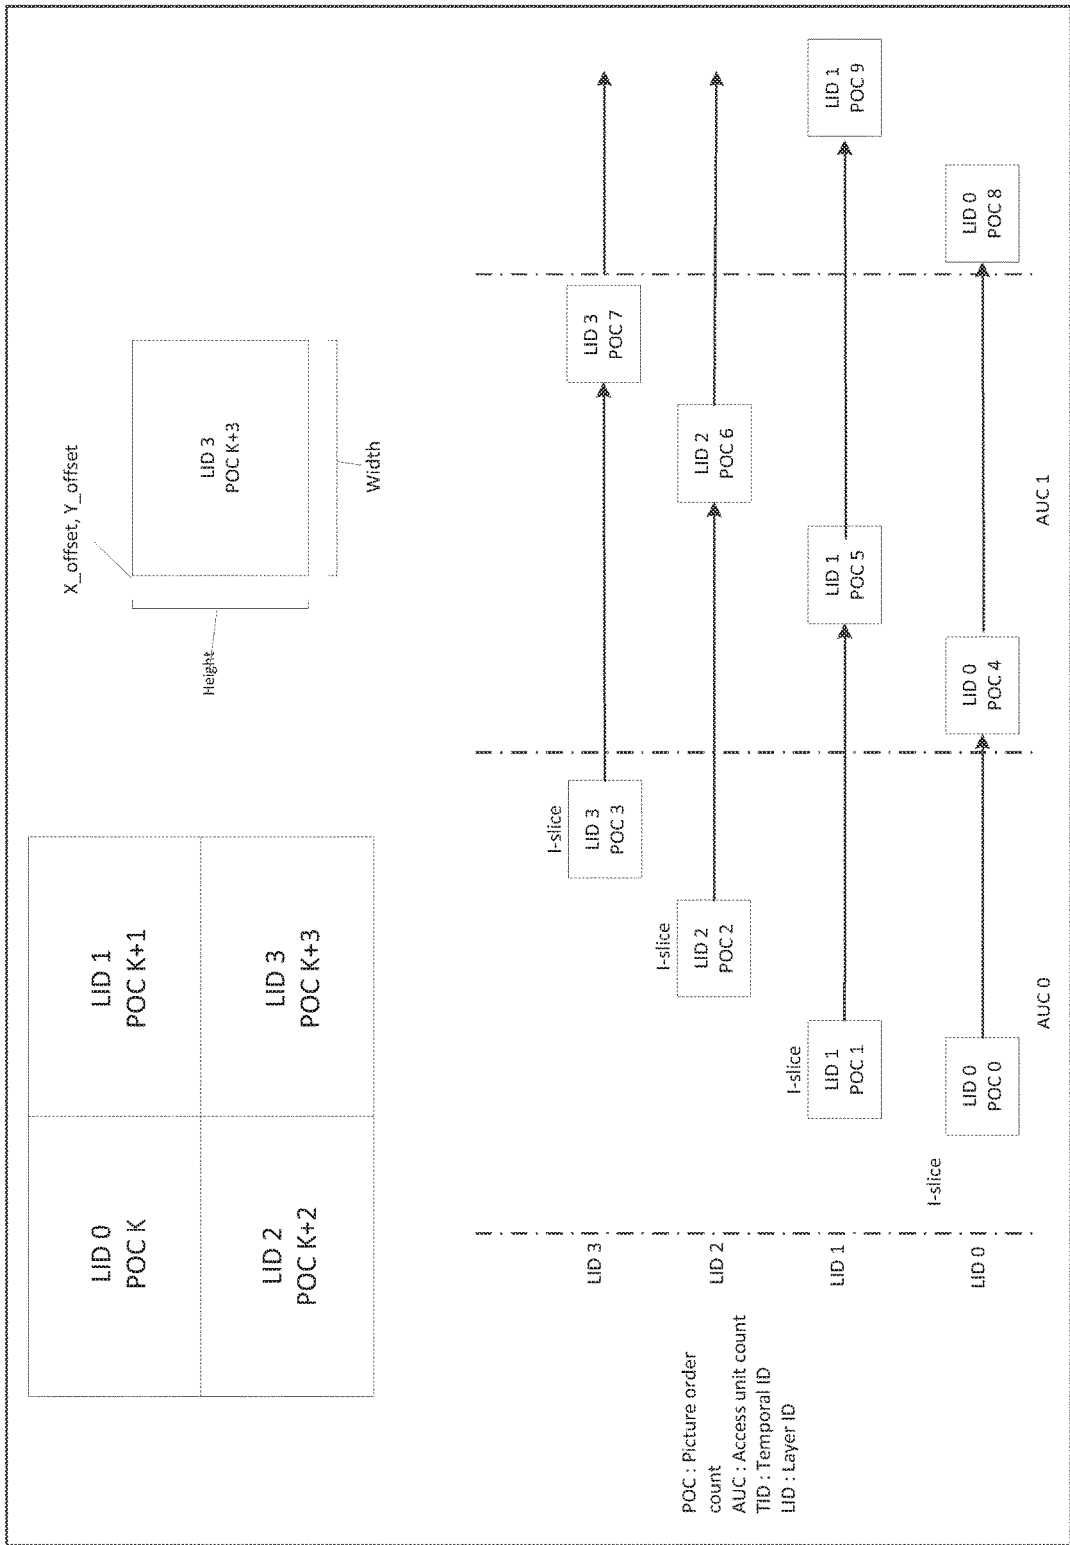 LID 0
POC K
LID 1
POC K+1
LID 2
POC K+2
LID 3
POC K+3
X_offset, Y_offset
Height
LID 3
POC K+3
Width
POC : Picture order
count
AUC : Access unit count
TID : Temporal ID
LID : Layer ID
LID 3
I-slice
LID 3
POC 3
LID 3
POC 7
LID 2
I-slice
LID 2
POC 2
LID 2
POC 6
LID 1
I-slice
LID 1
POC 1
LID 1
POC 5
LID 1
POC 9
LID 0
I-slice
LID 0
POC 0
LID 0
POC 4
LID 0
POC 8
AUC 0
AUC 1